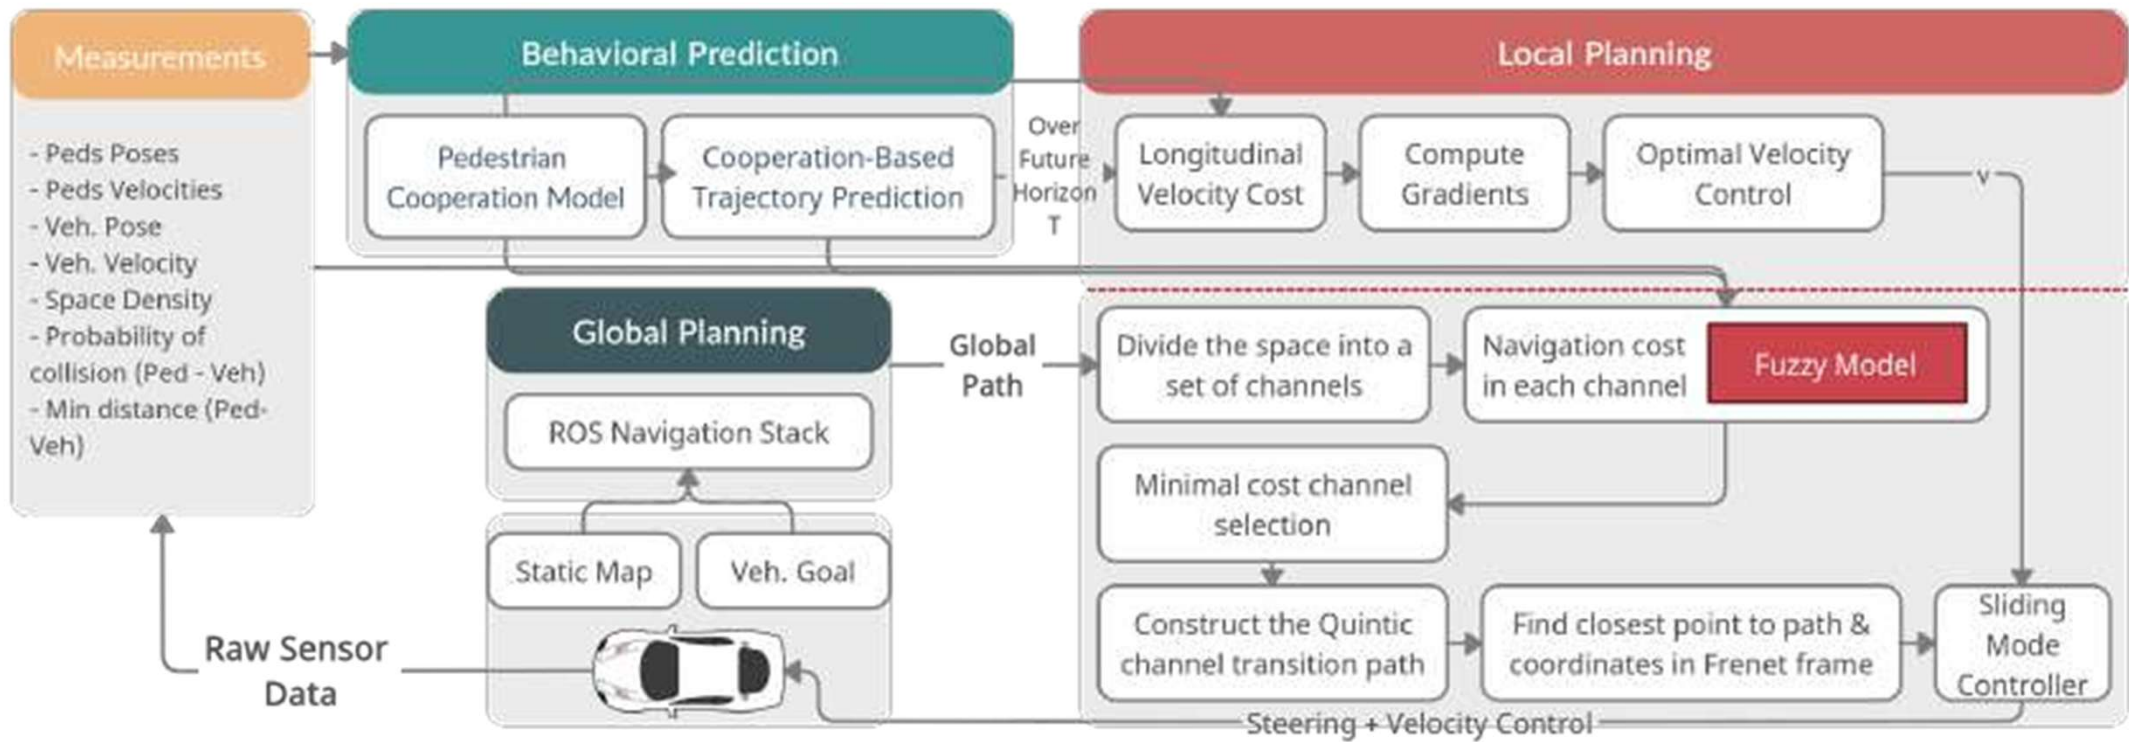 Measurements
- Peds Poses
- Peds Velocities
- Veh. Pose
- Veh. Velocity
- Space Density
- Probability of
collision (Ped - Veh)
- Min distance (Ped-
Veh)
Behavioral Prediction
Pedestrian
Cooperation Model
Cooperation-Based
Trajectory Prediction
Over
Future
Horizon
T
Local Planning
Longitudinal
Velocity Cost
Compute
Gradients
Optimal Velocity
Control
v
Global Planning
ROS Navigation Stack
Static Map
Veh. Goal
Global
Path
Divide the space into a
set of channels
Navigation cost
in each channel
Fuzzy Model
Minimal cost channel
selection
Construct the Quintic
channel transition path
Find closest point to path &
coordinates in Frenet frame
Sliding
Mode
Controller
Raw Sensor
Data
Steering + Velocity Control